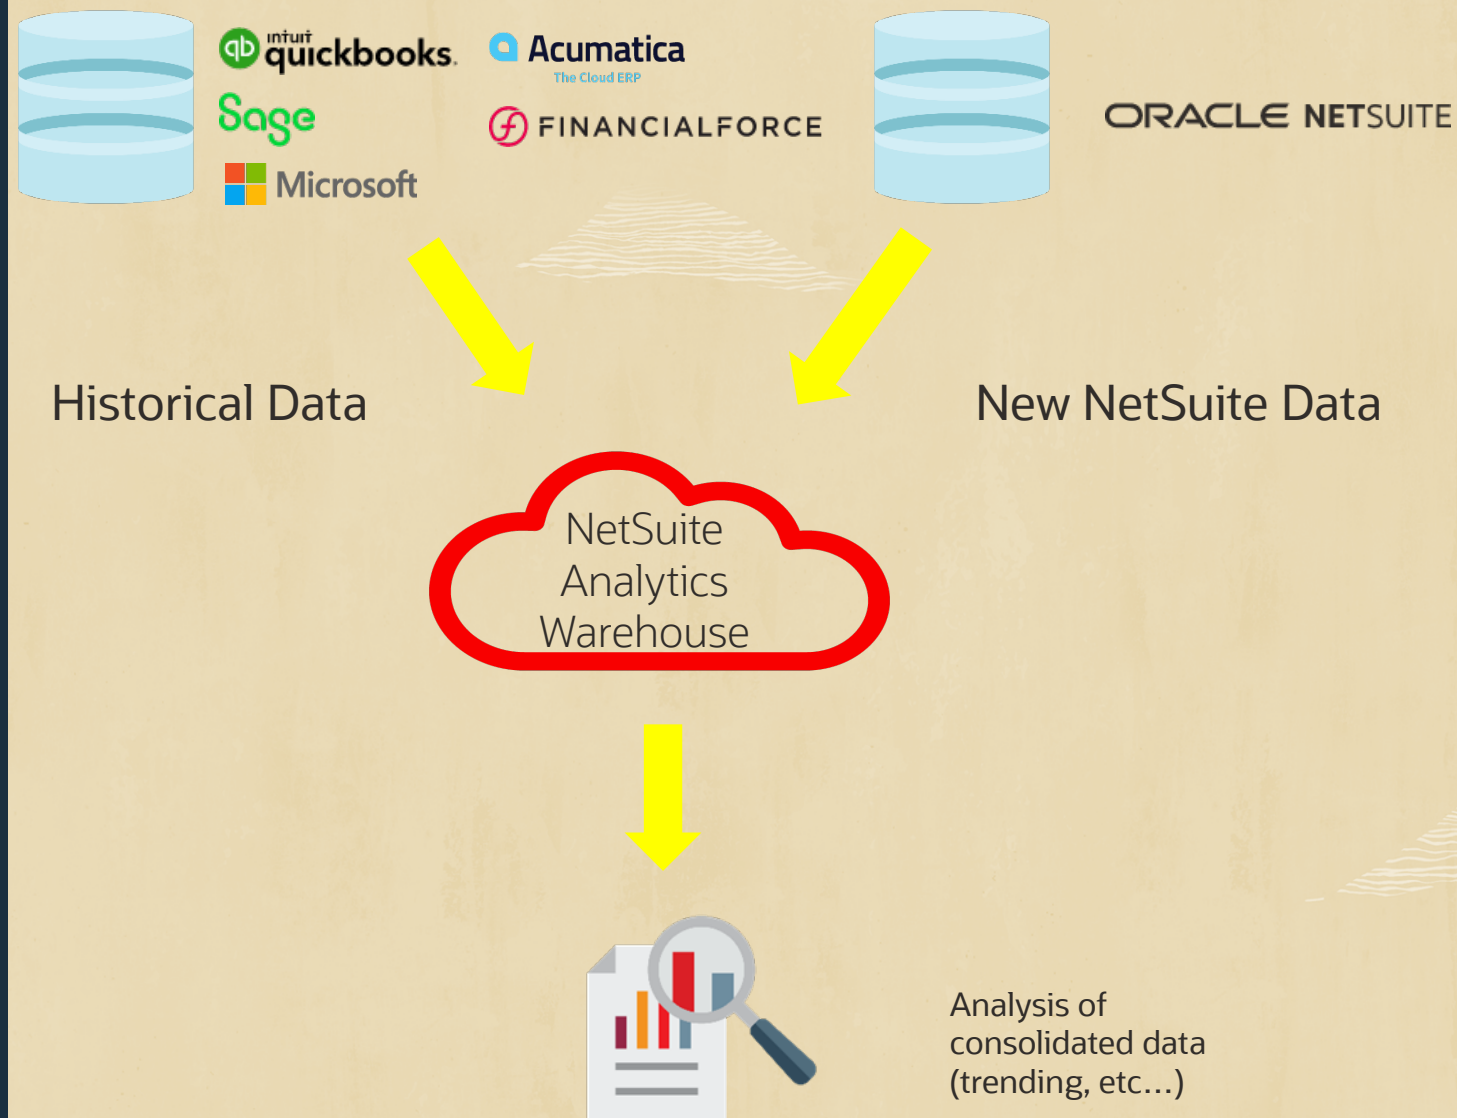 intuit
quickbooks.
Acumatica
The Cloud ERP
Sage
FINANCIALFORCE
Microsoft
ORACLE NETSUITE
Historical Data
New NetSuite Data
NetSuite
Analytics
Warehouse
Analysis of
consolidated data
(trending, etc...)